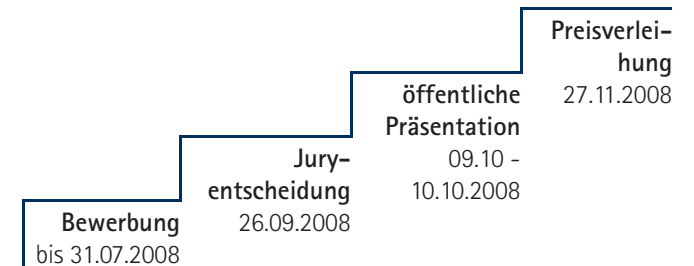 Bewerbung
bis 31.07.2008
Jury-
entscheidung
26.09.2008
öffentliche
Präsentation
09.10 -
10.10.2008
Preisverlei-
hung
27.11.2008